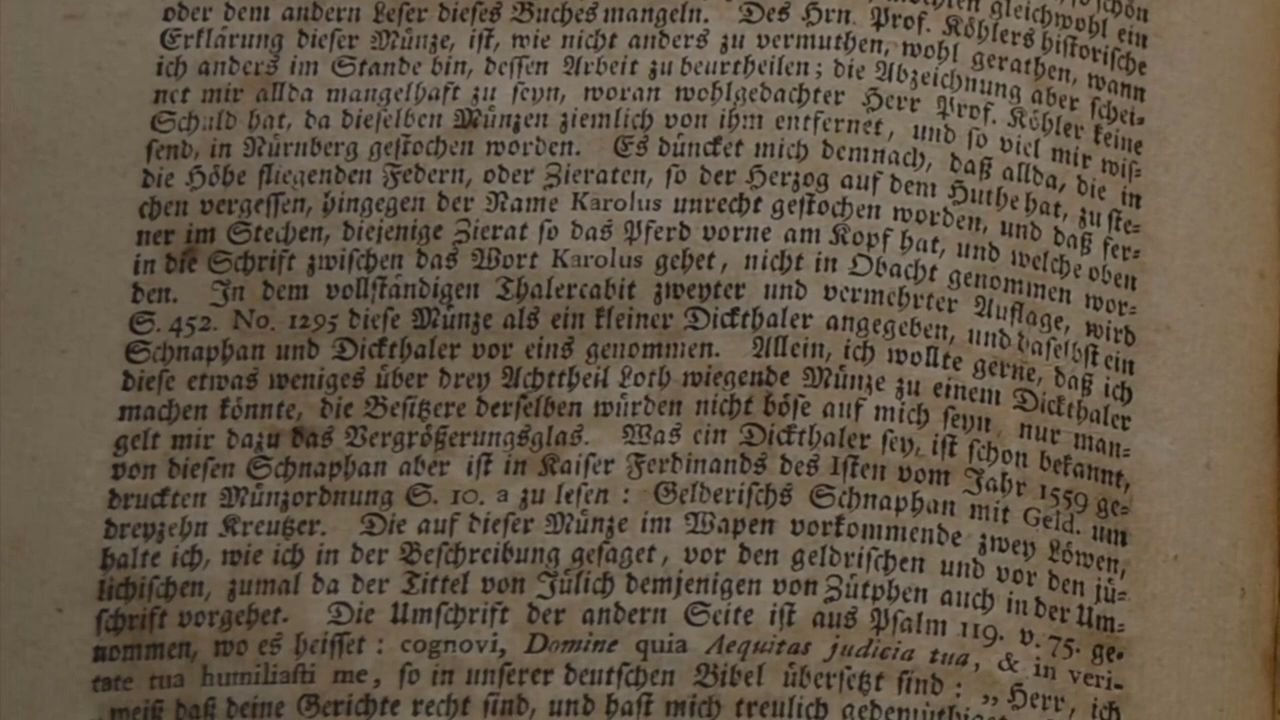 gleichwohl ein
oder dem andern Leser dieses Buches mangeln. Des Hrn. Prof. Köhlers historische
Erklärung dieser Münze, ist, wie nicht anders zu vermuthen, wohl gerathen, wann
ich anders im Stande bin, dessen Arbeit zu beurtheilen; die Abzeichnung aber schei-
net mir allda mangelhaft zu seyn, woran wohlgedachter Herr Prof. Köhler keine
Schuld hat, da dieselben Münzen ziemlich von ihm entfernet, und so viel mir wis-
send, in Nürnberg gestochen worden. Es düncket mich demnach, daß allda, die in
die Höhe fliegenden Federn, oder Zieraten, so der Herzog auf dem Huthe hat, zu ste-
chen vergessen, hingegen der Name Karolus unrecht gestochen worden, und daß fer-
ner im Stechen, diejenige Zierat so das Pferd vorne am Kopf hat, und welche oben
in die Schrift zwischen das Wort Karolus gehet, nicht in Obacht genommen wor-
den. In dem vollständigen Thalercabit zweyter und vermehrter Auflage, wird
S. 452. No. 1295 diese Münze als ein kleiner Dickthaler angegeben, und daselbst ein
Schnaphan und Dickthaler vor eins genommen. Allein, ich wollte gerne, daß ich
diese etwas weniges über drey Achttheil Loth wiegende Münze zu einem Dickthaler
machen könnte, die Besitzere derselben würden nicht böse auf mich seyn, nur man-
gelt mir dazu das Vergrößerungsglas. Was ein Dickthaler sey, ist schon bekannt,
von diesen Schnaphan aber ist in Kaiser Ferdinands des Isten vom Jahr 1559 ge-
druckten Münzordnung S. 10. a zu lesen : Gelderischs Schnaphan mit Geld. um
dreyzehn Kreutzer. Die auf dieser Münze im Wapen vorkommende zwey Löwen,
halte ich, wie ich in der Beschreibung gesaget, vor den geldrischen und vor den jü-
lichischen, zumal da der Tittel von Jülich demjenigen von Zütphen auch in der Um-
schrift vorgehet. Die Umschrift der andern Seite ist aus Psalm 119. v. 75. ge-
nommen, wo es heisset : cognovi, Domine quia Aequitas judicia tua, & in veri-
tate tua humiliasti me, so in unserer deutschen Bibel übersetzt sind : „ Herr, ich
„ weiß daß deine Gerichte recht sind, und hast mich treulich